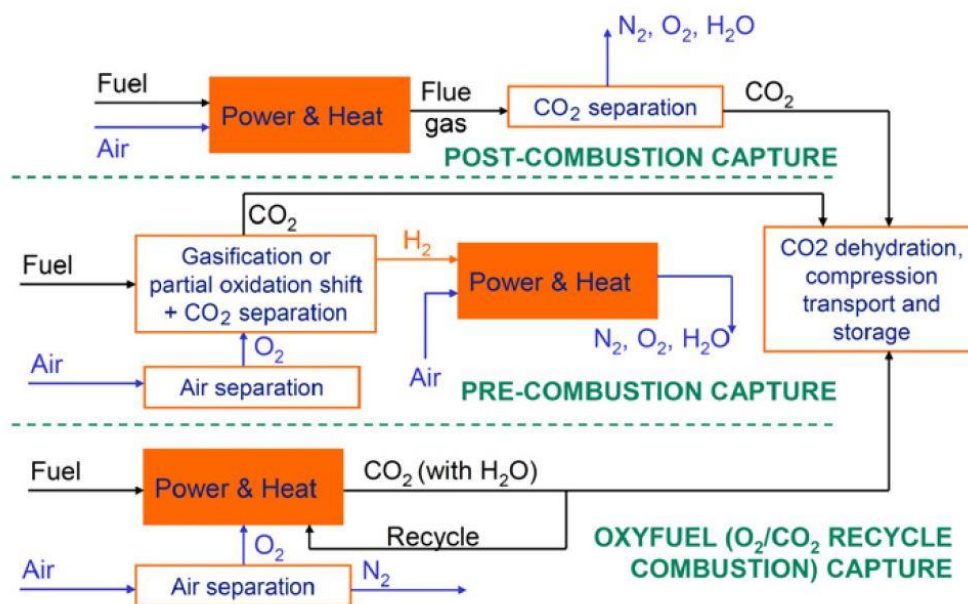 N₂, O₂, H₂O
Fuel
Air
Power & Heat
Flue
gas
CO₂ separation
CO₂
POST-COMBUSTION CAPTURE
CO₂
Fuel
Gasification or
partial oxidation shift
+ CO₂ separation
H₂
Power & Heat
CO2 dehydration,
compression
transport and
storage
O₂
Air
Air separation
Air
N₂, O₂, H₂O
PRE-COMBUSTION CAPTURE
Fuel
Power & Heat
CO₂ (with H₂O)
Recycle
O₂
Air
Air separation
N₂
OXYFUEL (O₂/CO₂ RECYCLE
COMBUSTION) CAPTURE